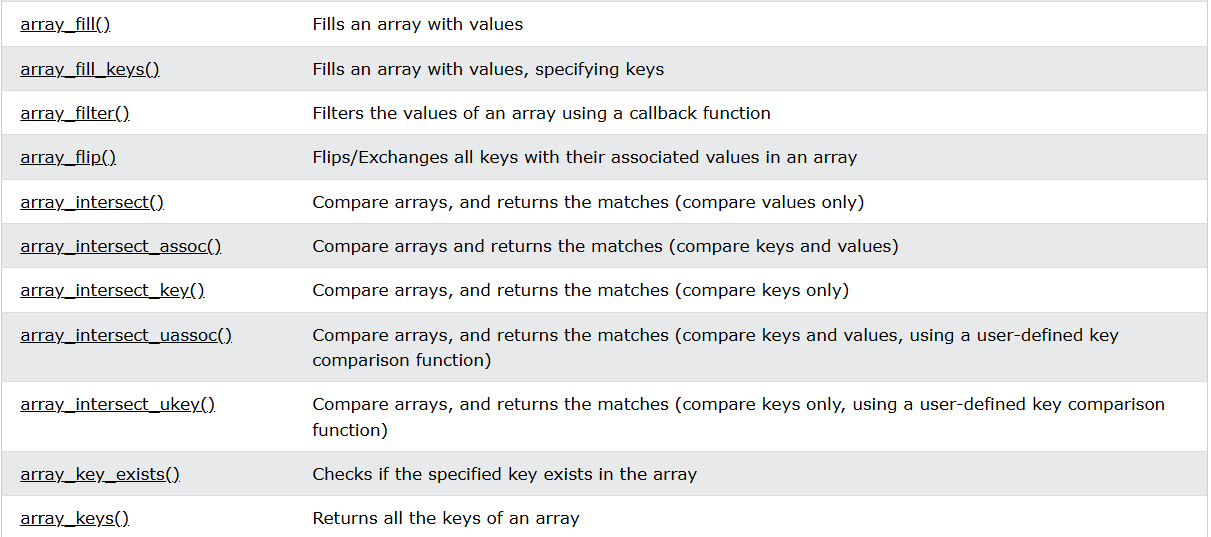 array_fill() Fills an array with values
array_fill_keys() Fills an array with values, specifying keys
array_filter() Filters the values of an array using a callback function
array_flip() Flips/Exchanges all keys with their associated values in an array
array_intersect() Compare arrays, and returns the matches (compare values only)
array_intersect_assoc() Compare arrays and returns the matches (compare keys and values)
array_intersect_key() Compare arrays, and returns the matches (compare keys only)
array_intersect_uassoc() Compare arrays, and returns the matches (compare keys and values, using a user-defined key
comparison function)
array_intersect_ukey() Compare arrays, and returns the matches (compare keys only, using a user-defined key comparison
function)
array_key_exists() Checks if the specified key exists in the array
array_keys() Returns all the keys of an array